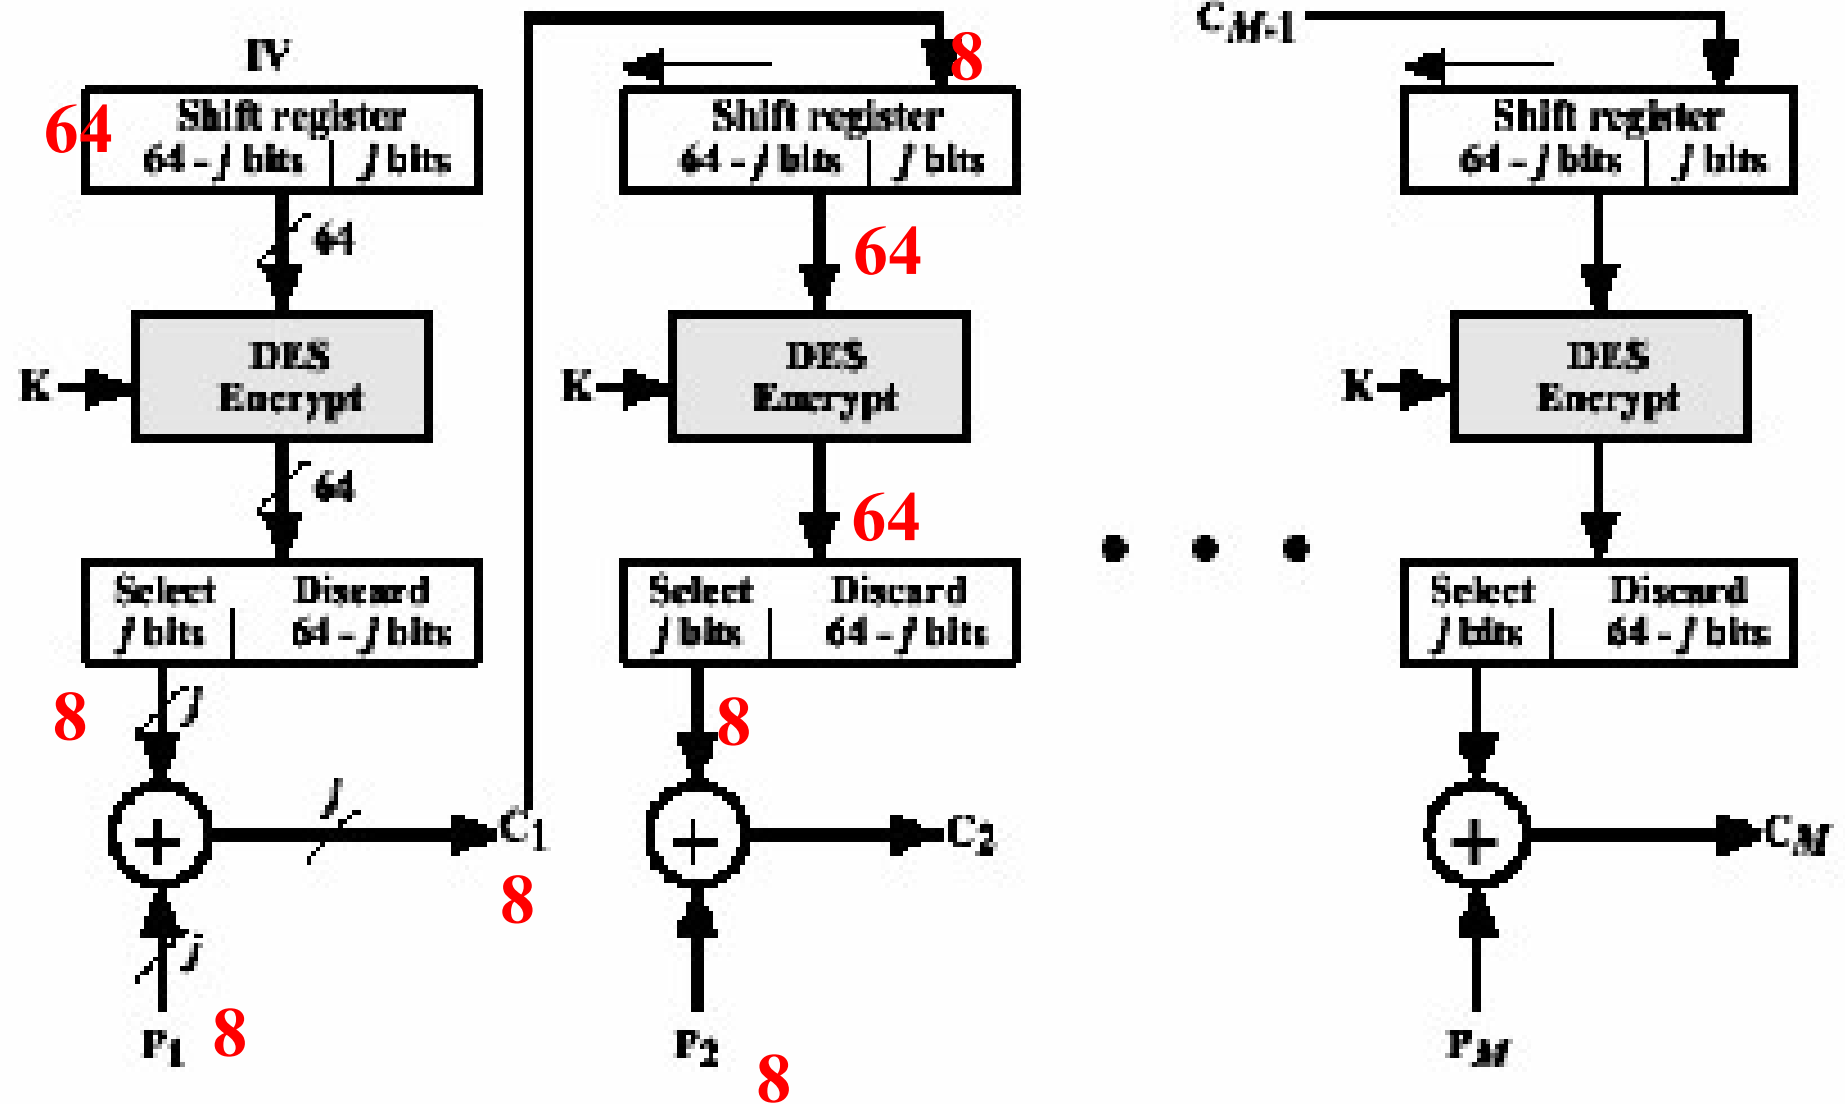 IV
64
Shift register
64 - j bits | j bits
64
K
DES
Encrypt
64
Select Discard
j bits | 64 - j bits
8
j
+
j
C1
8
j
P1
8
8
Shift register
64 - j bits | j bits
64
K
DES
Encrypt
64
Select Discard
j bits | 64 - j bits
8
+
C2
P2
8
• • •
CM-1
Shift register
64 - j bits | j bits
K
DES
Encrypt
Select Discard
j bits | 64 - j bits
+
CM
PM